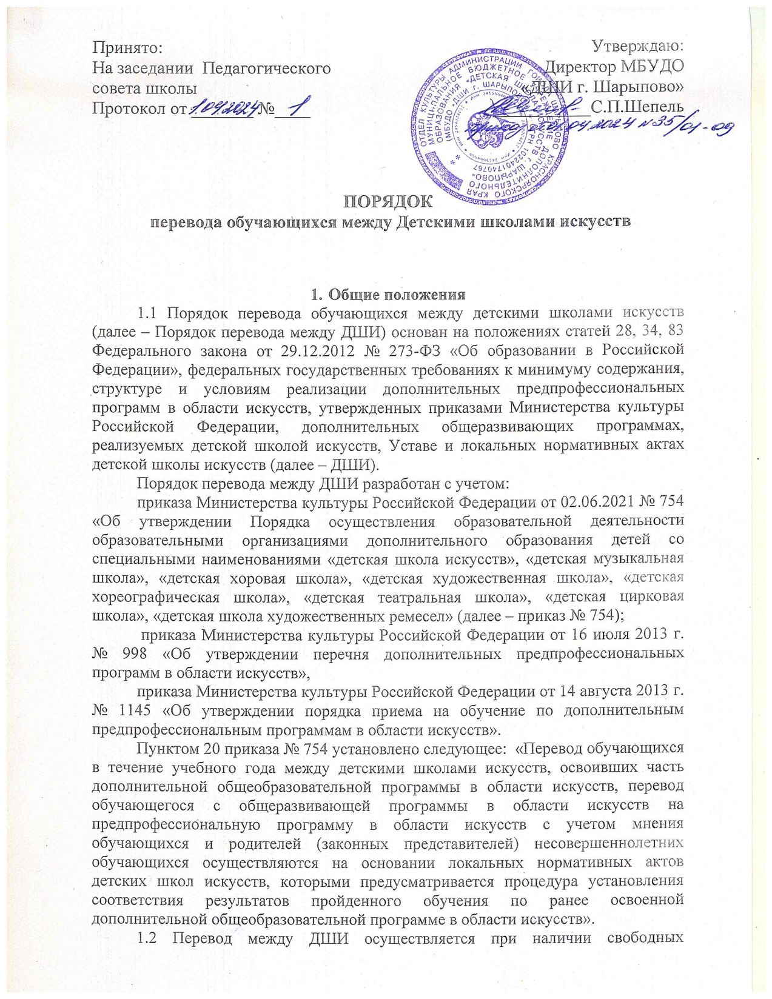 Принято:
На заседании Педагогического
совета школы
Протокол от 1.09.2024 № 1
Утверждаю:
Директор МБУДО
«ДШИ г. Шарыпово»
С.П.Шепель
приказ от 01.04.2024 № 35/01-09
ОТДЕЛ КУЛЬТУРЫ АДМИНИСТРАЦИИ ГОРОДА ШАРЫПОВО КРАСНОЯРСКОГО КРАЯ
МУНИЦИПАЛЬНОЕ БЮДЖЕТНОЕ УЧРЕЖДЕНИЕ ДОПОЛНИТЕЛЬНОГО
ОБРАЗОВАНИЯ «ДЕТСКАЯ ШКОЛА ИСКУССТВ Г. ШАРЫПОВО»
(МБУДО «ДШИ Г. ШАРЫПОВО») * ОГРН 1022401740767
ПОРЯДОК
перевода обучающихся между Детскими школами искусств
1. Общие положения
1.1 Порядок перевода обучающихся между детскими школами искусств
(далее – Порядок перевода между ДШИ) основан на положениях статей 28, 34, 83
Федерального закона от 29.12.2012 № 273-ФЗ «Об образовании в Российской
Федерации», федеральных государственных требованиях к минимуму содержания,
структуре и условиям реализации дополнительных предпрофессиональных
программ в области искусств, утвержденных приказами Министерства культуры
Российской Федерации, дополнительных общеразвивающих программах,
реализуемых детской школой искусств, Уставе и локальных нормативных актах
детской школы искусств (далее – ДШИ).
Порядок перевода между ДШИ разработан с учетом:
приказа Министерства культуры Российской Федерации от 02.06.2021 № 754
«Об утверждении Порядка осуществления образовательной деятельности
образовательными организациями дополнительного образования детей со
специальными наименованиями «детская школа искусств», «детская музыкальная
школа», «детская хоровая школа», «детская художественная школа», «детская
хореографическая школа», «детская театральная школа», «детская цирковая
школа», «детская школа художественных ремесел» (далее – приказ № 754);
приказа Министерства культуры Российской Федерации от 16 июля 2013 г.
№ 998 «Об утверждении перечня дополнительных предпрофессиональных
программ в области искусств»,
приказа Министерства культуры Российской Федерации от 14 августа 2013 г.
№ 1145 «Об утверждении порядка приема на обучение по дополнительным
предпрофессиональным программам в области искусств».
Пунктом 20 приказа № 754 установлено следующее: «Перевод обучающихся
в течение учебного года между детскими школами искусств, освоивших часть
дополнительной общеобразовательной программы в области искусств, перевод
обучающегося с общеразвивающей программы в области искусств на
предпрофессиональную программу в области искусств с учетом мнения
обучающихся и родителей (законных представителей) несовершеннолетних
обучающихся осуществляются на основании локальных нормативных актов
детских школ искусств, которыми предусматривается процедура установления
соответствия результатов пройденного обучения по ранее освоенной
дополнительной общеобразовательной программе в области искусств».
1.2 Перевод между ДШИ осуществляется при наличии свободных